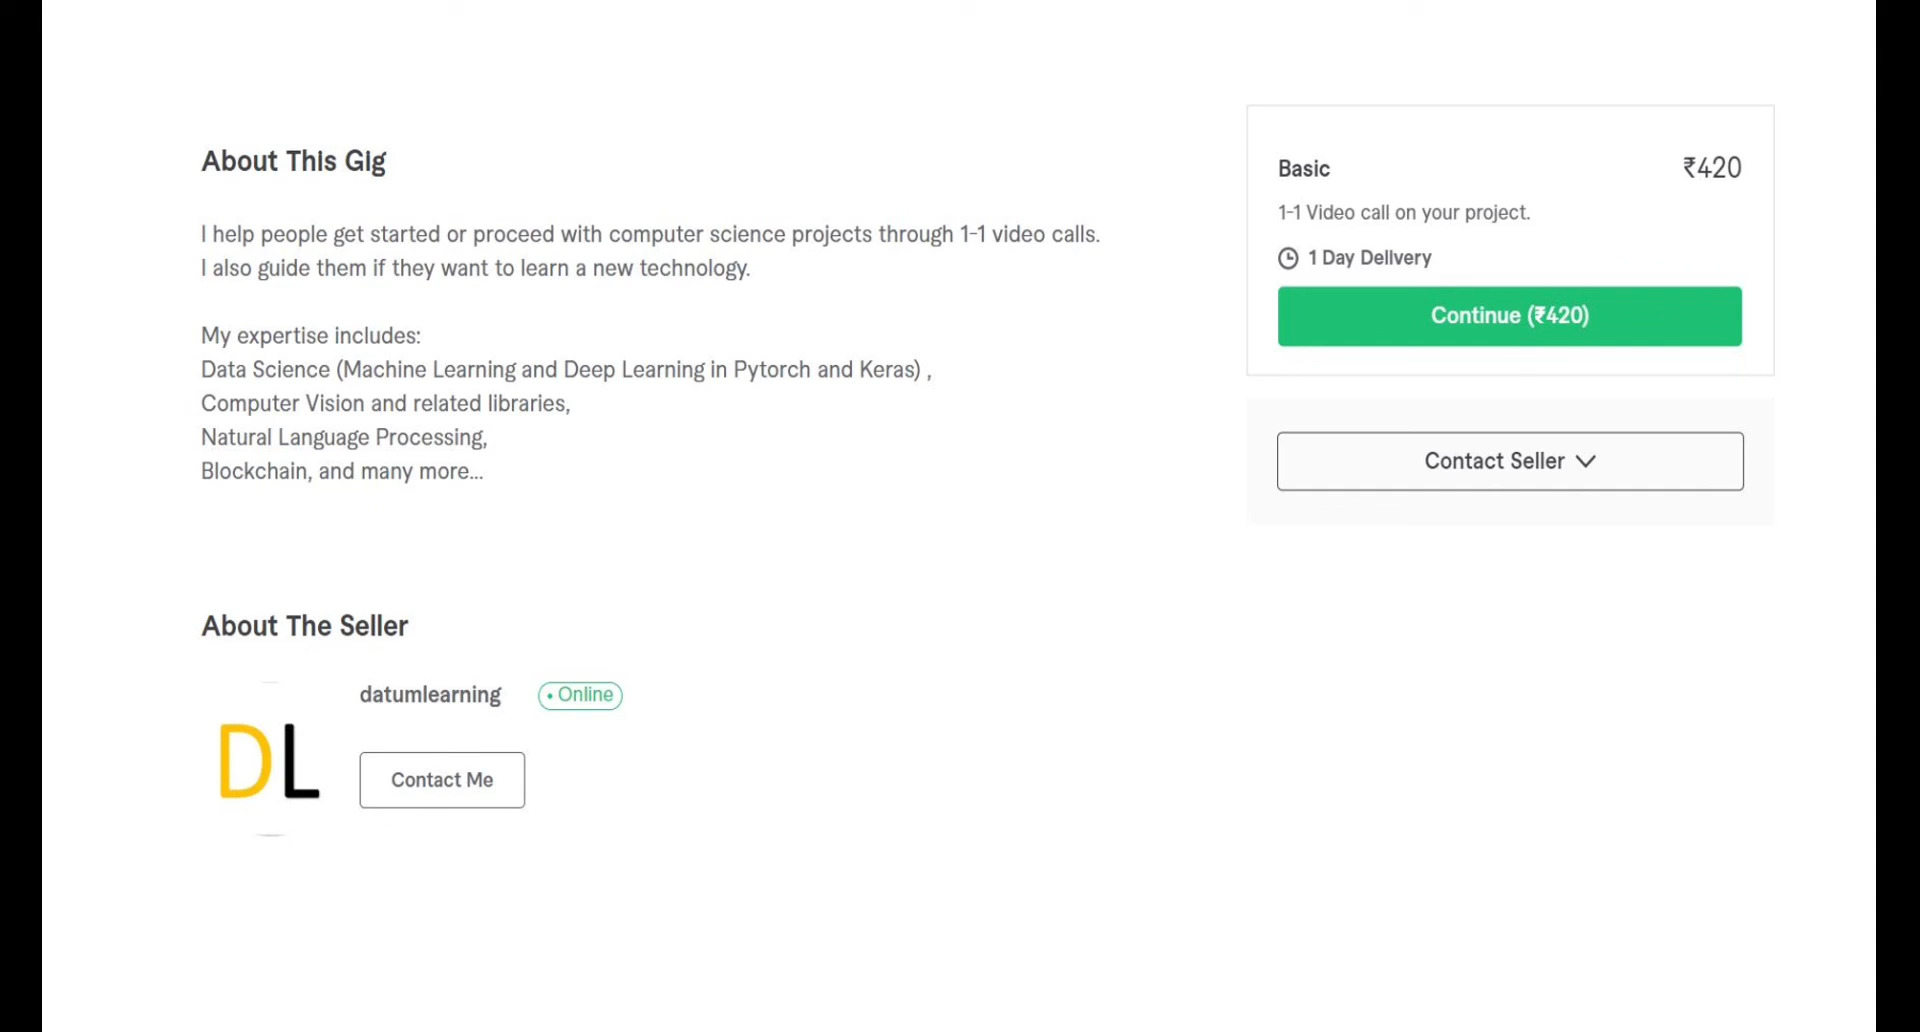 About This Gig
I help people get started or proceed with computer science projects through 1-1 video calls.
I also guide them if they want to learn a new technology.
My expertise includes:
Data Science (Machine Learning and Deep Learning in Pytorch and Keras) ,
Computer Vision and related libraries,
Natural Language Processing,
Blockchain, and many more...
Basic ₹420
1-1 Video call on your project.
1 Day Delivery
Continue (₹420)
Contact Seller
About The Seller
DL
datumlearning • Online
Contact Me